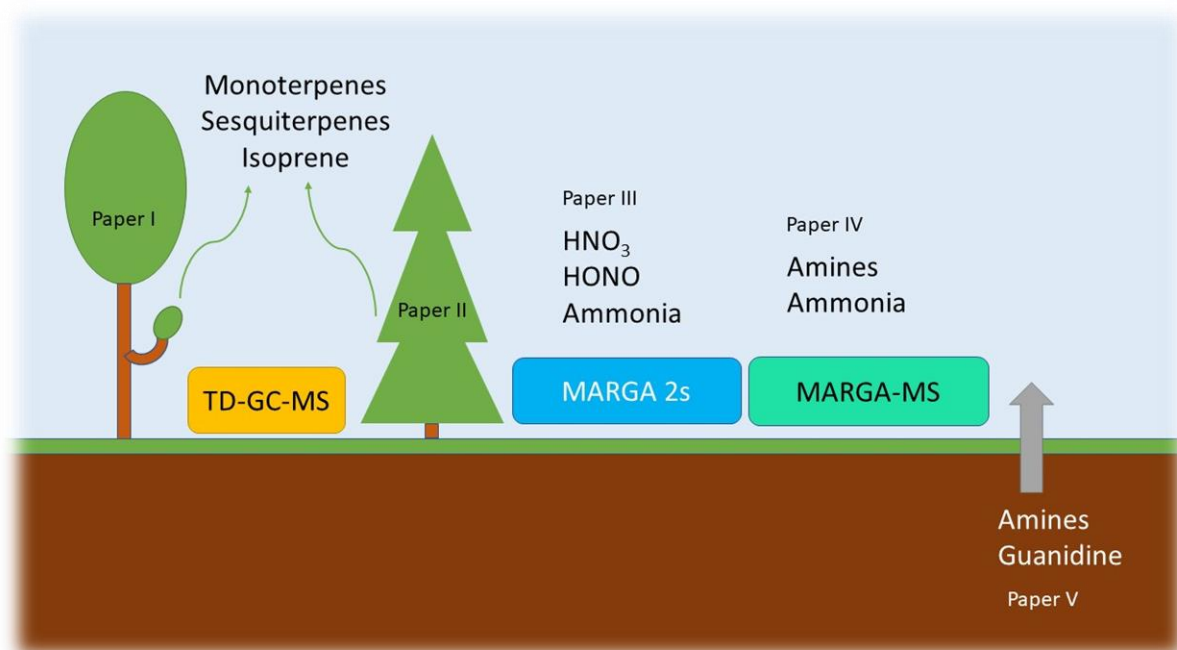 Monoterpenes
Sesquiterpenes
Isoprene
Paper I
Paper II
TD-GC-MS
Paper III
HNO₃
HONO
Ammonia
MARGA 2s
Paper IV
Amines
Ammonia
MARGA-MS
Amines
Guanidine
Paper V